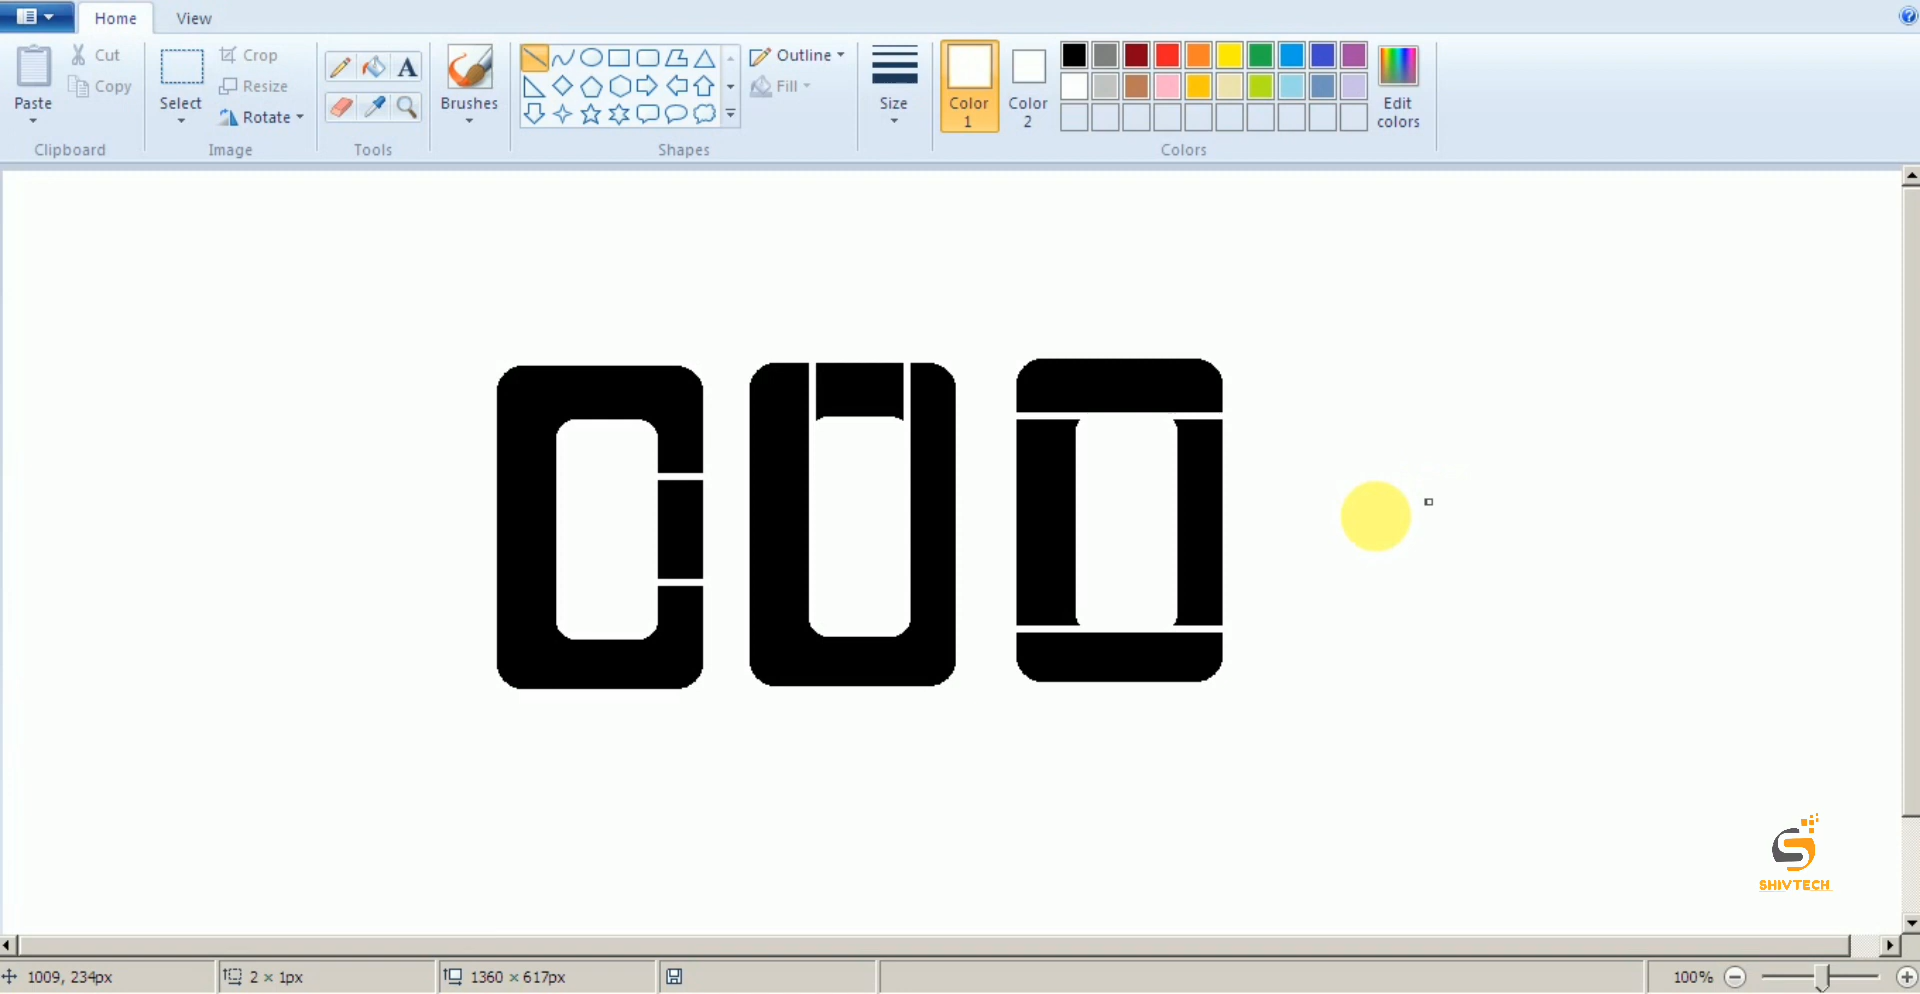 Home View
Paste
Cut
Copy
Clipboard
Select
Crop
Resize
Rotate
Image
A
Tools
Brushes
Outline
Fill
Shapes
Size
Color 1
Color 2
Edit colors
Colors
SHIVTECH
1009, 234px 2 × 1px 1360 × 617px 100%